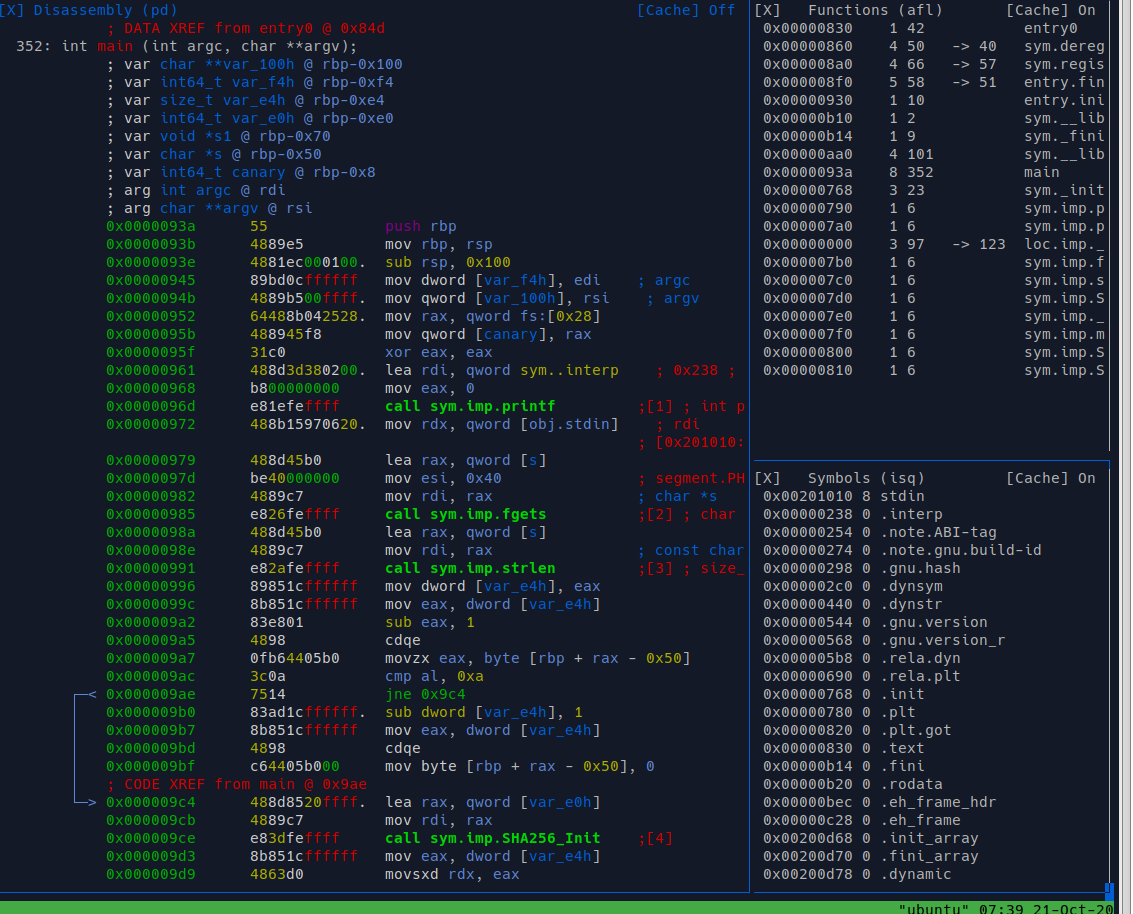 [X] Disassembly (pd) [Cache] Off
; DATA XREF from entry0 @ 0x84d
352: int main (int argc, char **argv);
; var char **var_100h @ rbp-0x100
; var int64_t var_f4h @ rbp-0xf4
; var size_t var_e4h @ rbp-0xe4
; var int64_t var_e0h @ rbp-0xe0
; var void *s1 @ rbp-0x70
; var char *s @ rbp-0x50
; var int64_t canary @ rbp-0x8
; arg int argc @ rdi
; arg char **argv @ rsi
0x0000093a 55 push rbp
0x0000093b 4889e5 mov rbp, rsp
0x0000093e 4881ec000100. sub rsp, 0x100
0x00000945 89bd0cffffff mov dword [var_f4h], edi ; argc
0x0000094b 4889b500ffff. mov qword [var_100h], rsi ; argv
0x00000952 64488b042528. mov rax, qword fs:[0x28]
0x0000095b 488945f8 mov qword [canary], rax
0x0000095f 31c0 xor eax, eax
0x00000961 488d3d380200. lea rdi, qword sym..interp ; 0x238 ;
0x00000968 b800000000 mov eax, 0
0x0000096d e81efeffff call sym.imp.printf ;[1] ; int p
0x00000972 488b15970620. mov rdx, qword [obj.stdin] ; rdi
; [0x201010:
0x00000979 488d45b0 lea rax, qword [s]
0x0000097d be40000000 mov esi, 0x40 ; segment.PH
0x00000982 4889c7 mov rdi, rax ; char *s
0x00000985 e826feffff call sym.imp.fgets ;[2] ; char
0x0000098a 488d45b0 lea rax, qword [s]
0x0000098e 4889c7 mov rdi, rax ; const char
0x00000991 e82afeffff call sym.imp.strlen ;[3] ; size_
0x00000996 89851cffffff mov dword [var_e4h], eax
0x0000099c 8b851cffffff mov eax, dword [var_e4h]
0x000009a2 83e801 sub eax, 1
0x000009a5 4898 cdqe
0x000009a7 0fb64405b0 movzx eax, byte [rbp + rax - 0x50]
0x000009ac 3c0a cmp al, 0xa
0x000009ae 7514 jne 0x9c4
0x000009b0 83ad1cffffff. sub dword [var_e4h], 1
0x000009b7 8b851cffffff mov eax, dword [var_e4h]
0x000009bd 4898 cdqe
0x000009bf c64405b000 mov byte [rbp + rax - 0x50], 0
; CODE XREF from main @ 0x9ae
0x000009c4 488d8520ffff. lea rax, qword [var_e0h]
0x000009cb 4889c7 mov rdi, rax
0x000009ce e83dfeffff call sym.imp.SHA256_Init ;[4]
0x000009d3 8b851cffffff mov eax, dword [var_e4h]
0x000009d9 4863d0 movsxd rdx, eax
[X] Functions (afl) [Cache] On
0x00000830 1 42 entry0
0x00000860 4 50 -> 40 sym.dereg
0x000008a0 4 66 -> 57 sym.regis
0x000008f0 5 58 -> 51 entry.fin
0x00000930 1 10 entry.ini
0x00000b10 1 2 sym.__lib
0x00000b14 1 9 sym._fini
0x00000aa0 4 101 sym.__lib
0x0000093a 8 352 main
0x00000768 3 23 sym._init
0x00000790 1 6 sym.imp.p
0x000007a0 1 6 sym.imp.p
0x00000000 3 97 -> 123 loc.imp._
0x000007b0 1 6 sym.imp.f
0x000007c0 1 6 sym.imp.s
0x000007d0 1 6 sym.imp.S
0x000007e0 1 6 sym.imp._
0x000007f0 1 6 sym.imp.m
0x00000800 1 6 sym.imp.S
0x00000810 1 6 sym.imp.S
[X] Symbols (isq) [Cache] On
0x00201010 8 stdin
0x00000238 0 .interp
0x00000254 0 .note.ABI-tag
0x00000274 0 .note.gnu.build-id
0x00000298 0 .gnu.hash
0x000002c0 0 .dynsym
0x00000440 0 .dynstr
0x00000544 0 .gnu.version
0x00000568 0 .gnu.version_r
0x000005b8 0 .rela.dyn
0x00000690 0 .rela.plt
0x00000768 0 .init
0x00000780 0 .plt
0x00000820 0 .plt.got
0x00000830 0 .text
0x00000b14 0 .fini
0x00000b20 0 .rodata
0x00000bec 0 .eh_frame_hdr
0x00000c28 0 .eh_frame
0x00200d68 0 .init_array
0x00200d70 0 .fini_array
0x00200d78 0 .dynamic
"ubuntu" 07:39 21-Oct-20